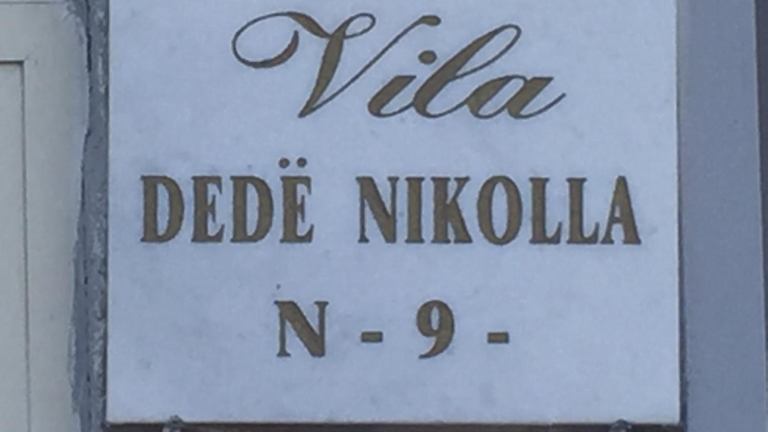 Vila
DEDË NIKOLLA
N - 9 -